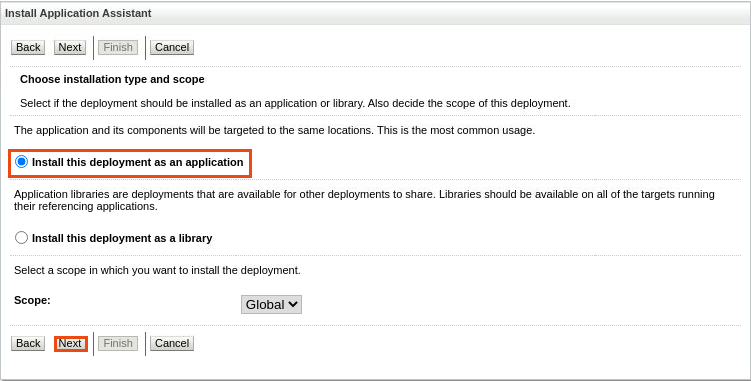 Install Application Assistant
Back Next Finish Cancel
Choose installation type and scope
Select if the deployment should be installed as an application or library. Also decide the scope of this deployment.
The application and its components will be targeted to the same locations. This is the most common usage.
Install this deployment as an application
Application libraries are deployments that are available for other deployments to share. Libraries should be available on all of the targets running
their referencing applications.
Install this deployment as a library
Select a scope in which you want to install the deployment.
Scope: Global
Back Next Finish Cancel